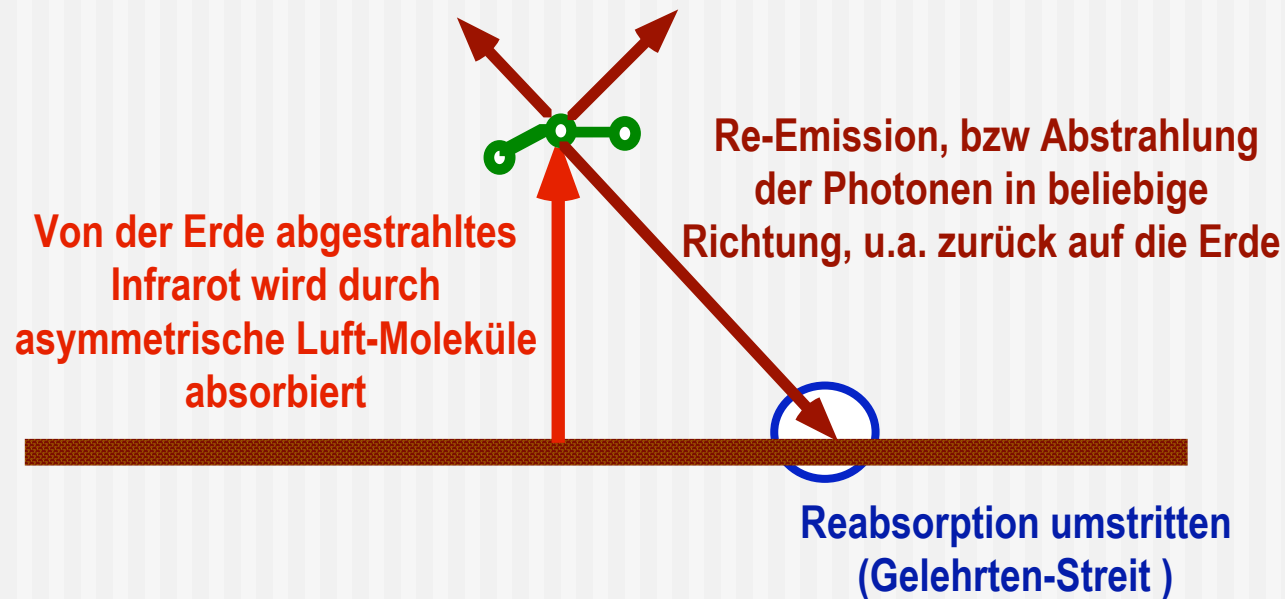 Von der Erde abgestrahltes
Infrarot wird durch
asymmetrische Luft-Moleküle
absorbiert
Re-Emission, bzw Abstrahlung
der Photonen in beliebige
Richtung, u.a. zurück auf die Erde
Reabsorption umstritten
(Gelehrten-Streit )